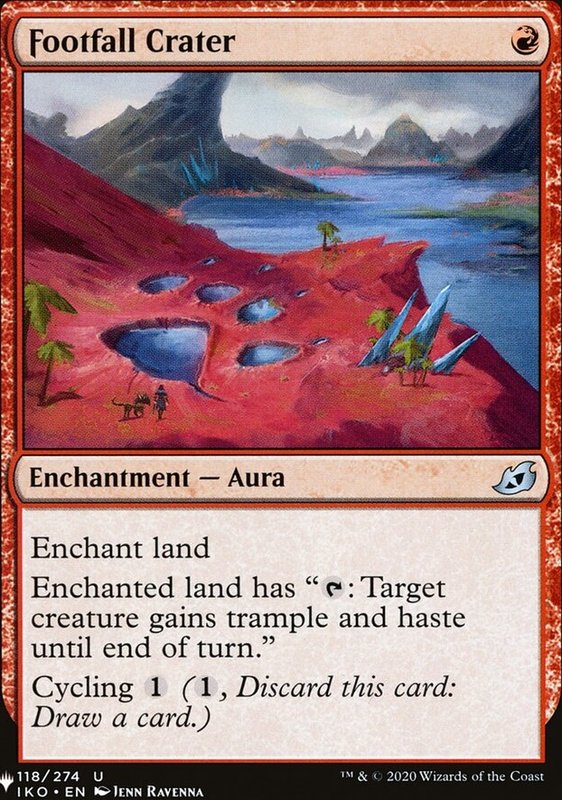 Footfall Crater
Enchantment — Aura
Enchant land
Enchanted land has “: Target
creature gains trample and haste
until end of turn.”
Cycling 1 (1, Discard this card:
Draw a card.)
118/274 U
IKO • EN Jenn Ravenna
™ & © 2020 Wizards of the Coast